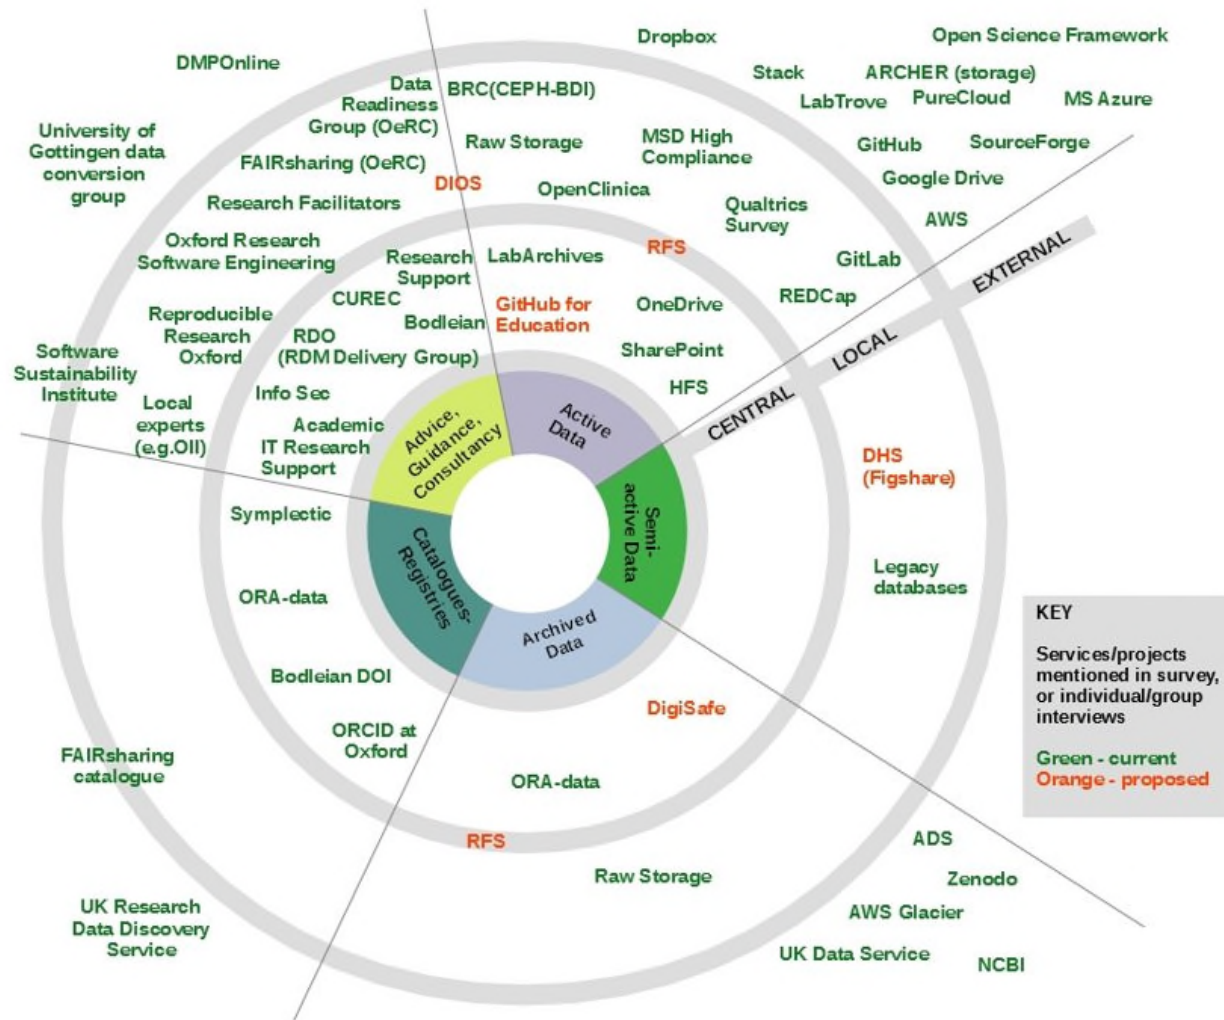 DMPOnline
Data
Readiness
Group (OeRC)
University of
Gottingen data
conversion
group
FAIRsharing (OeRC)
Research Facilitators
Oxford Research
Software Engineering
Research
Support
CUREC
Bodleian
Reproducible
Research
Oxford
RDO
(RDM Delivery Group)
Software
Sustainability
Institute
Info Sec
Local
experts
(e.g.OII)
Academic
IT Research
Support
BRC(CEPH-BDI)
Raw Storage
DIOS
OpenClinica
MSD High
Compliance
Dropbox
Stack
Open Science Framework
ARCHER (storage)
LabTrove
PureCloud
MS Azure
GitHub
SourceForge
Google Drive
AWS
Qualtrics
Survey
GitLab
REDCap
RFS
LabArchives
GitHub for
Education
OneDrive
SharePoint
HFS
CENTRAL
LOCAL
EXTERNAL
Advice,
Guidance,
Consultancy
Active
Data
Semi-
active Data
Archived
Data
Catalogues-
Registries
DHS
(Figshare)
Legacy
databases
Symplectic
ORA-data
Bodleian DOI
ORCID at
Oxford
FAIRsharing
catalogue
UK Research
Data Discovery
Service
DigiSafe
ORA-data
RFS
Raw Storage
ADS
Zenodo
AWS Glacier
UK Data Service
NCBI
KEY
Services/projects
mentioned in survey,
or individual/group
interviews
Green - current
Orange - proposed